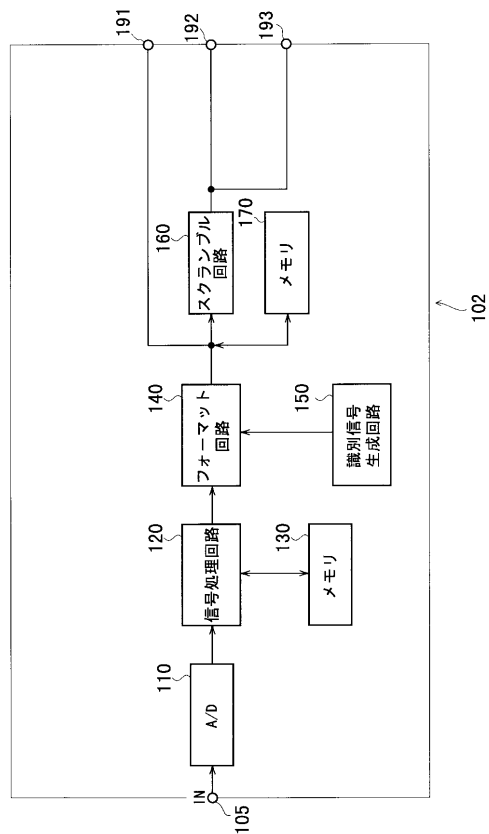 IN
105
110
A/D
120
信号処理回路
130
メモリ
140
フォーマット
回路
150
識別信号
生成回路
160
スクランブル
回路
170
メモリ
191
192
193
102